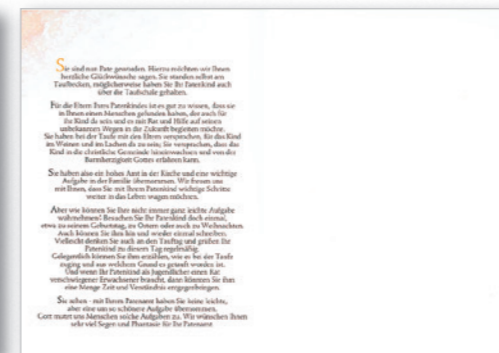 Sie sind nun Pate geworden. Hierzu möchten wir Ihnen
herzliche Glückwünsche sagen. Sie standen selbst am
Taufbecken, möglicherweise haben Sie Ihr Patenkind auch
über die Taufschale gehalten.
Für die Eltern Ihres Patenkindes ist es gut zu wissen, dass sie
in Ihnen einen Menschen gefunden haben, der auch für
ihr Kind da sein und es mit Rat und Hilfe auf seinen
unbekannten Wegen in die Zukunft begleiten möchte.
Sie haben bei der Taufe mit den Eltern versprochen, für das Kind
im Weinen und im Lachen da zu sein; Sie versprachen, dass das
Kind in die christliche Gemeinde hineinwachsen und von der
Barmherzigkeit Gottes erfahren kann.
Sie haben also ein hohes Amt in der Kirche und eine wichtige
Aufgabe in der Familie übernommen. Wir freuen uns
mit Ihnen, dass Sie mit Ihrem Patenkind wichtige Schritte
weiter in das Leben wagen möchten.
Aber wie können Sie Ihre nicht immer ganz leichte Aufgabe
wahrnehmen? Besuchen Sie Ihr Patenkind doch einmal,
etwa zu seinem Geburtstag, zu Ostern oder auch zu Weihnachten.
Auch können Sie ihm hin und wieder einmal schreiben.
Vielleicht denken Sie auch an den Tauftag und grüßen Ihr
Patenkind zu diesem Tag regelmäßig.
Gelegentlich können Sie ihm erzählen, wie es bei der Taufe
zuging und aus welchem Grund es getauft worden ist.
Und wenn Ihr Patenkind als Jugendlicher einen Rat
verschwiegener Erwachsener braucht, dann können Sie ihm
eine Menge Zeit und Verständnis entgegenbringen.
Sie sehen - mit Ihrem Patenamt haben Sie keine leichte,
aber eine um so schönere Aufgabe übernommen.
Gott mutet uns Menschen solche Aufgaben zu. Wir wünschen Ihnen
sehr viel Segen und Phantasie für Ihr Patenamt